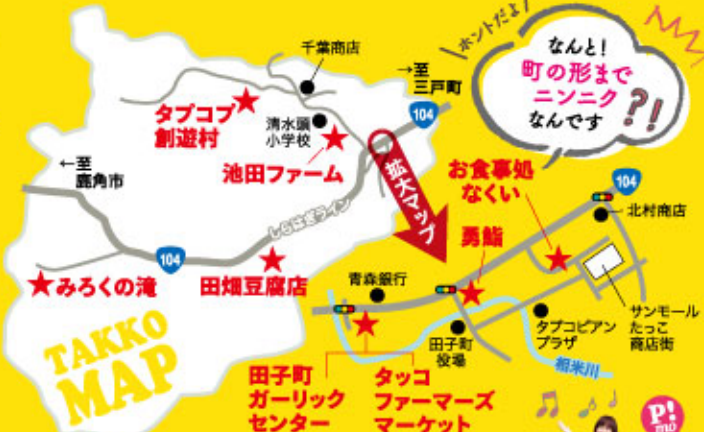 ホントだよ!
なんと!
町の形まで
ニンニク
なんです
?!
千葉商店
→至
三戸町
104
タプコプ
創遊村
清水頭
小学校
池田ファーム
←至
鹿角市
拡大マップ
お食事処
なくい
104
北村商店
しらはぎライン
勇鮨
104
みろくの滝
田畑豆腐店
青森銀行
サンモール
たっこ
商店街
タプコピアン
プラザ
田子町
役場
相米川
TAKKO
MAP
田子町
ガーリック
センター
タッコ
ファーマーズ
マーケット
P!
mo